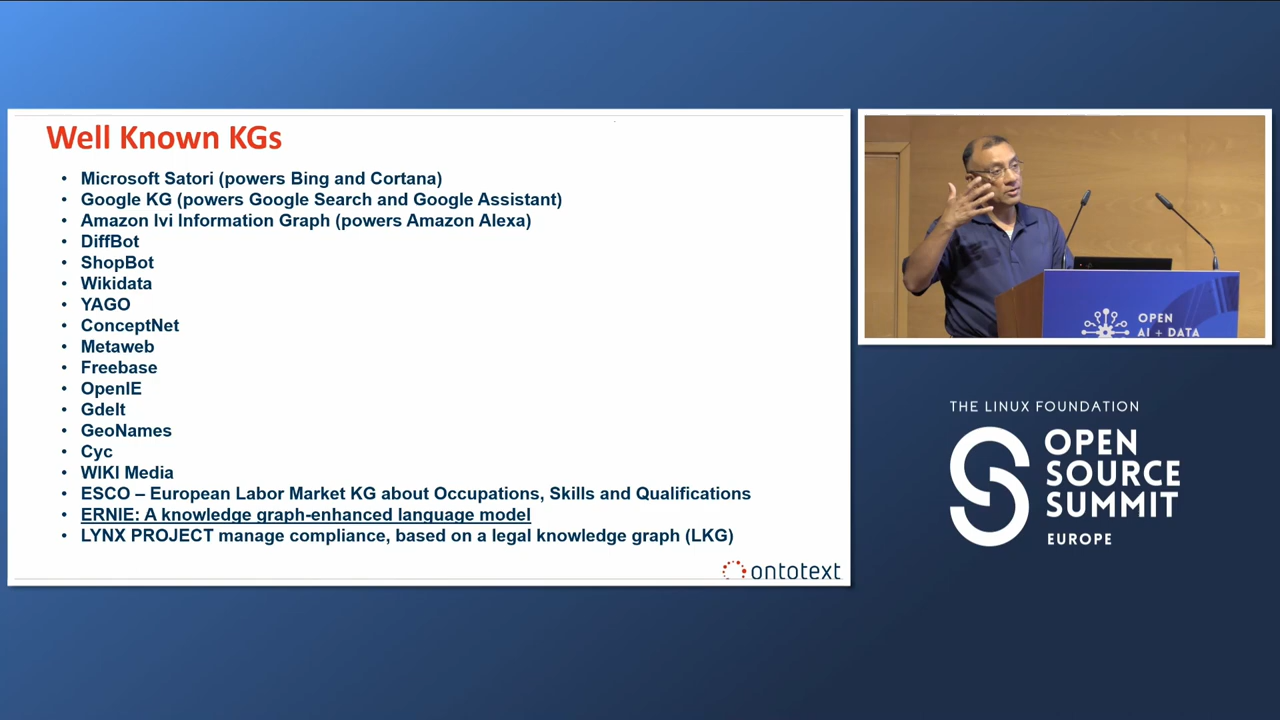 Well Known KGs
• Microsoft Satori (powers Bing and Cortana)
• Google KG (powers Google Search and Google Assistant)
• Amazon Ivi Information Graph (powers Amazon Alexa)
• DiffBot
• ShopBot
• Wikidata
• YAGO
• ConceptNet
• Metaweb
• Freebase
• OpenIE
• Gdelt
• GeoNames
• Cyc
• WIKI Media
• ESCO – European Labor Market KG about Occupations, Skills and Qualifications
• ERNIE: A knowledge graph-enhanced language model
• LYNX PROJECT manage compliance, based on a legal knowledge graph (LKG)
ontotext
OPEN
AI + DATA
THE LINUX FOUNDATION
OPEN
SOURCE
SUMMIT
EUROPE